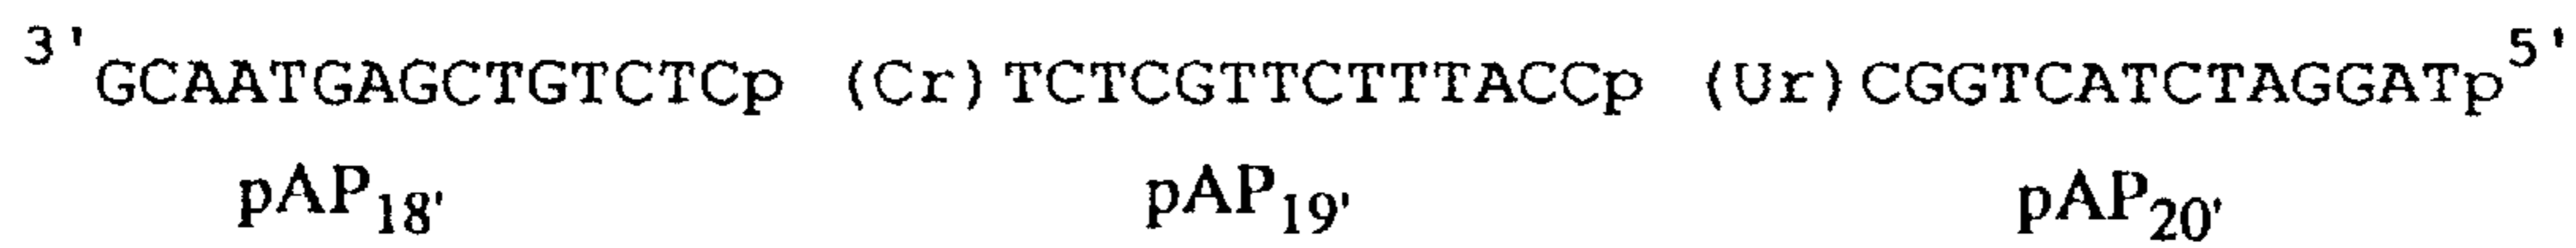 3'GCAATGAGCTGTCTCp (Cr)TCTCGTTCTTTACCp (Ur)CGGTCATCTAGGATp5'
pAP18' pAP19' pAP20'